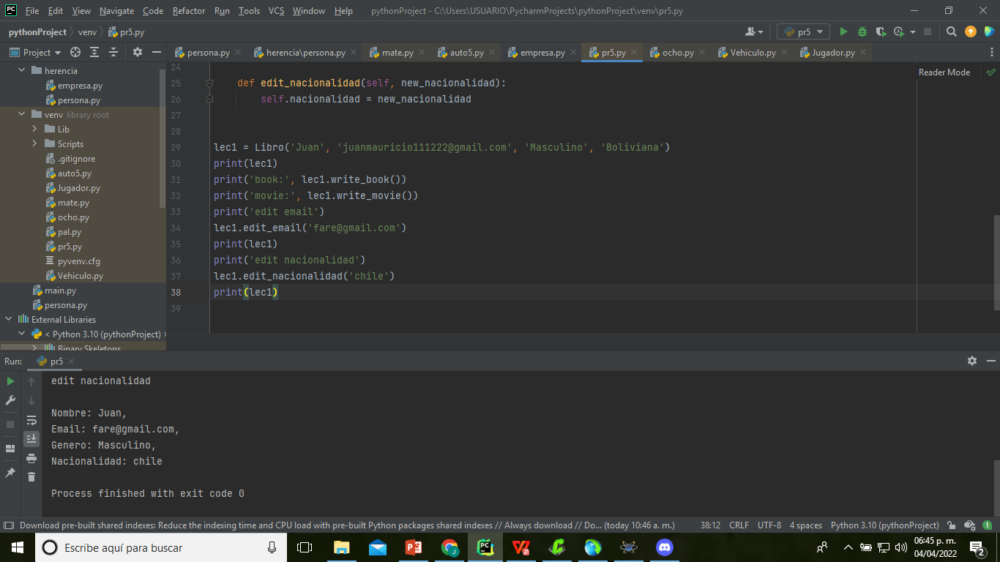 PC File Edit View Navigate Code Refactor Run Tools VCS Window Help pythonProject - C:\Users\USUARIO\PycharmProjects\pythonProject\venv\pr5.py
pythonProject venv pr5.py pr5
Project persona.py herencia\persona.py mate.py auto5.py empresa.py pr5.py ocho.py Vehiculo.py Jugador.py
herencia
empresa.py
persona.py
venv library root
Lib
Scripts
.gitignore
auto5.py
Jugador.py
mate.py
ocho.py
pal.py
pr5.py
pyvenv.cfg
Vehiculo.py
main.py
persona.py
External Libraries
< Python 3.10 (pythonProject) >
Binary Skeletons
Reader Mode
24
25 def edit_nacionalidad(self, new_nacionalidad):
26 self.nacionalidad = new_nacionalidad
27
28
29 lec1 = Libro('Juan', 'juanmauricio111222@gmail.com', 'Masculino', 'Boliviana')
30 print(lec1)
31 print('book:', lec1.write_book())
32 print('movie:', lec1.write_movie())
33 print('edit email')
34 lec1.edit_email('fare@gmail.com')
35 print(lec1)
36 print('edit nacionalidad')
37 lec1.edit_nacionalidad('chile')
38 print(lec1)
39
Run: pr5
edit nacionalidad
Nombre: Juan,
Email: fare@gmail.com,
Genero: Masculino,
Nacionalidad: chile
Process finished with exit code 0
Download pre-built shared indexes: Reduce the indexing time and CPU load with pre-built Python packages shared indexes // Always download // Do... (today 10:46 a. m.) 38:12 CRLF UTF-8 4 spaces Python 3.10 (pythonProject) 1
Escribe aquí para buscar
06:45 p. m.
04/04/2022
2